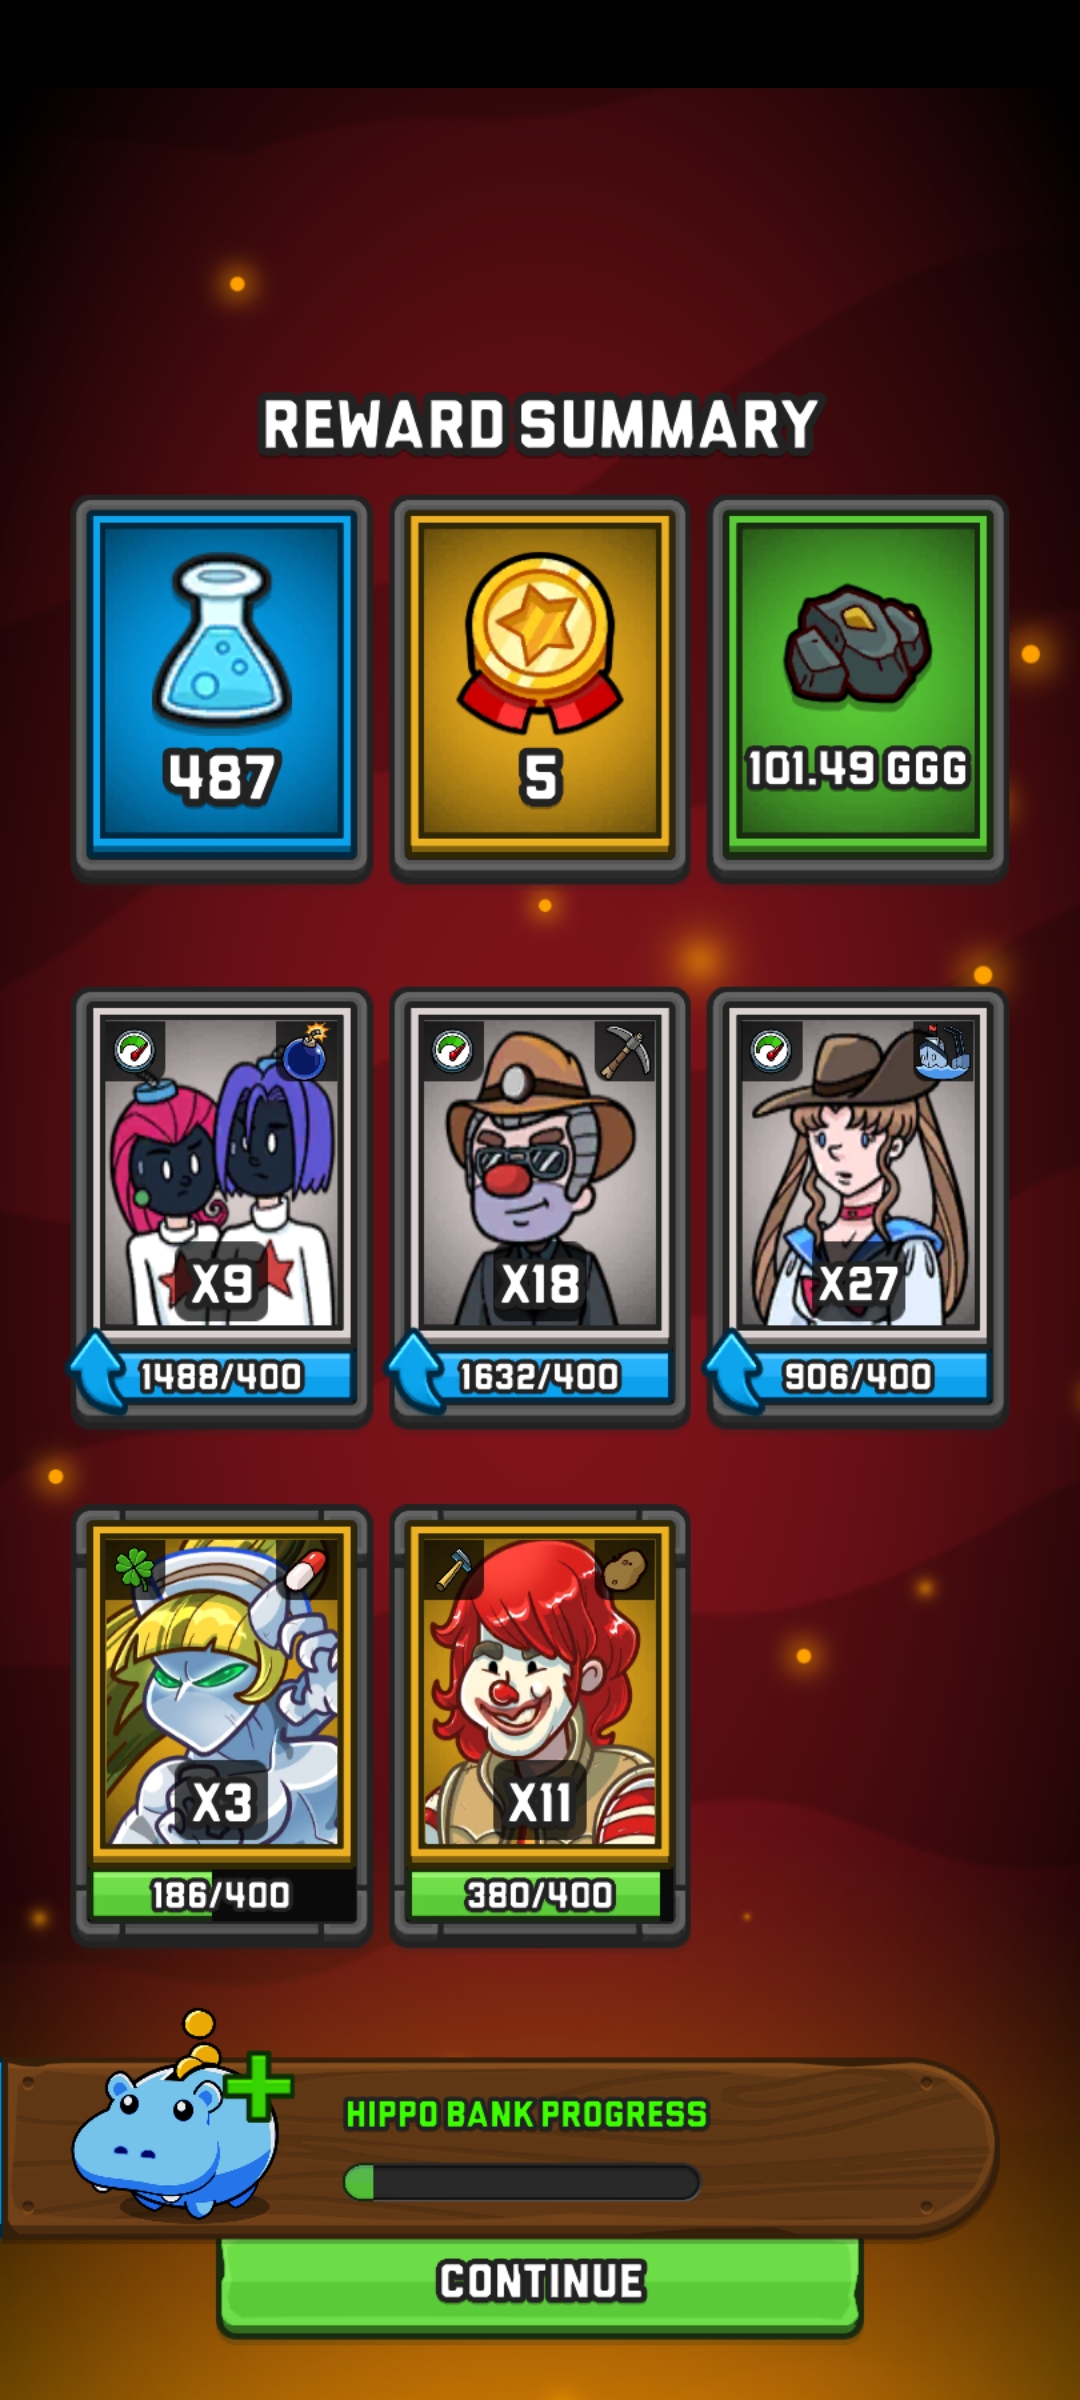 REWARD SUMMARY
487
5
101.49 GGG
X9
X18
X27
1488/400
1632/400
906/400
X3
X11
186/400
380/400
HIPPO BANK PROGRESS
CONTINUE